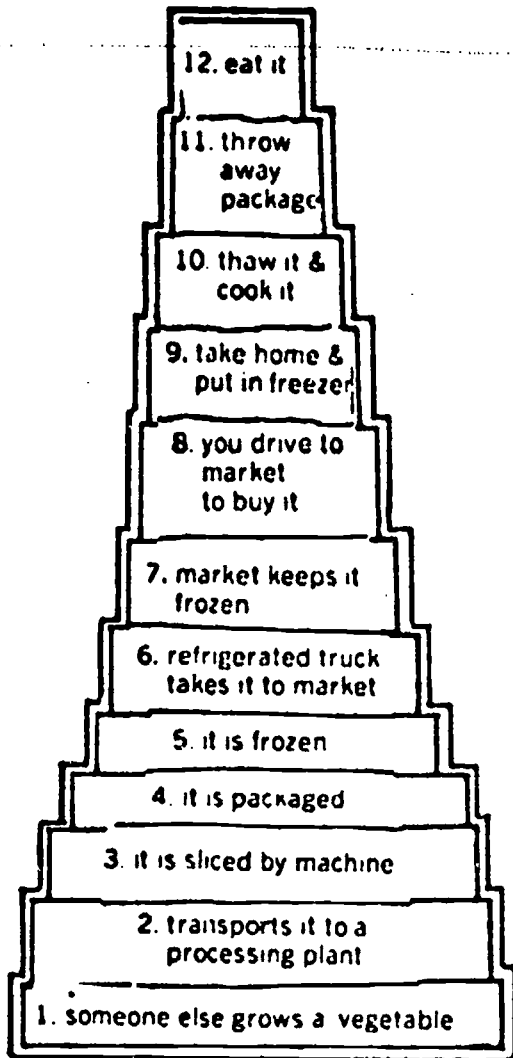 12. eat it
11. throw
away
package
10. thaw it &
cook it
9. take home &
put in freezer
8. you drive to
market
to buy it
7. market keeps it
frozen
6. refrigerated truck
takes it to market
5. it is frozen
4. it is packaged
3. it is sliced by machine
2. transports it to a
processing plant
1. someone else grows a vegetable